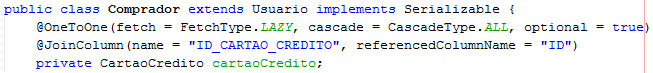 public class Comprador extends Usuario implements Serializable {
@OneToOne(fetch = FetchType.LAZY, cascade = CascadeType.ALL, optional = true)
@JoinColumn(name = "ID_CARTAO_CREDITO", referencedColumnName = "ID")
private CartaoCredito cartaoCredito;